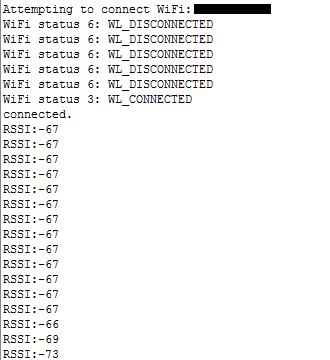 Attempting to connect WiFi:
WiFi status 6: WL_DISCONNECTED
WiFi status 6: WL_DISCONNECTED
WiFi status 6: WL_DISCONNECTED
WiFi status 6: WL_DISCONNECTED
WiFi status 6: WL_DISCONNECTED
WiFi status 3: WL_CONNECTED
connected.
RSSI:-67
RSSI:-67
RSSI:-67
RSSI:-67
RSSI:-67
RSSI:-67
RSSI:-67
RSSI:-67
RSSI:-67
RSSI:-67
RSSI:-67
RSSI:-67
RSSI:-67
RSSI:-66
RSSI:-69
RSSI:-73